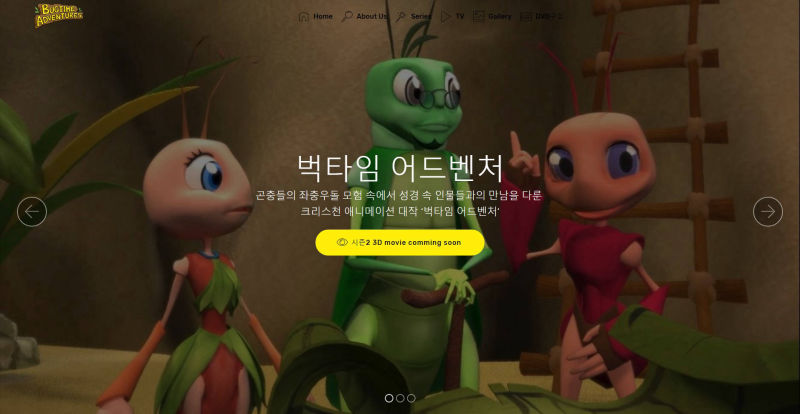 BUGTIME
ADVENTURES
Home
About Us
Series
TV
Gallery
DVD구입
벅타임 어드벤처
곤충들의 좌충우돌 모험 속에서 성경 속 인물들과의 만남을 다룬
크리스천 애니메이션 대작 '벅타임 어드벤처'
시즌2 3D movie comming soon